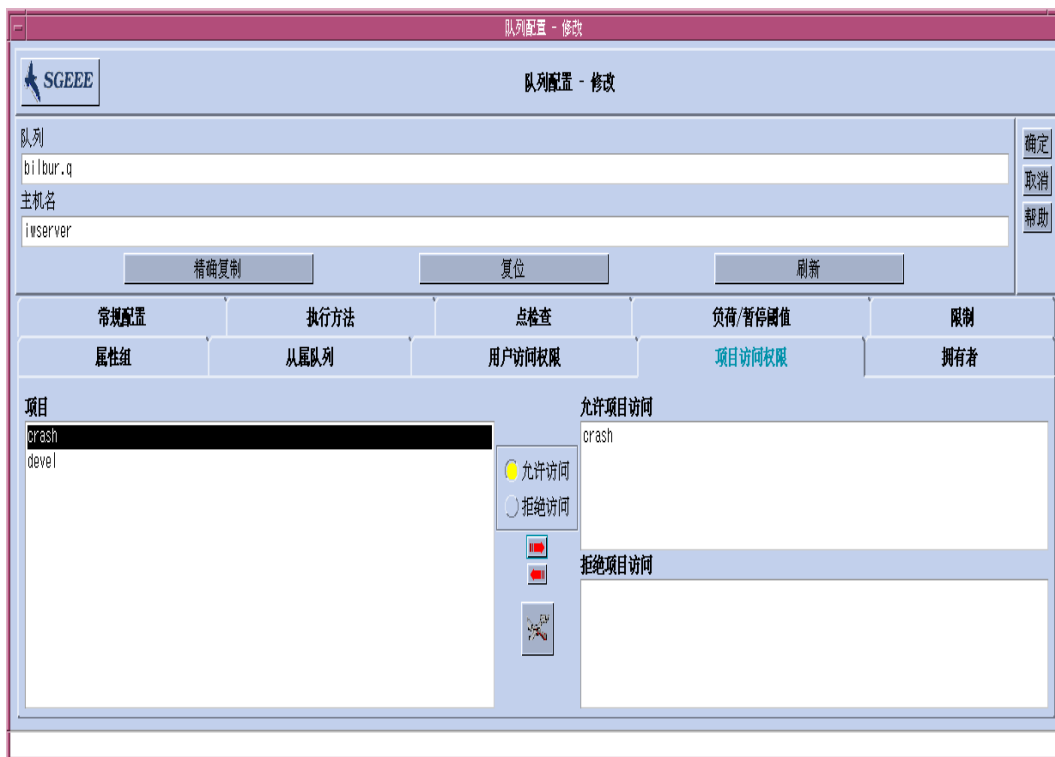 队列配置 - 修改
SGEEE
队列配置 - 修改
队列
bilbur.q
主机名
iwserver
确定
取消
帮助
精确复制 复位 刷新
常规配置 执行方法 点检查 负荷/暂停阈值 限制
属性组 从属队列 用户访问权限 项目访问权限 拥有者
项目
crash
devel
允许访问
拒绝访问
允许项目访问
crash
拒绝项目访问